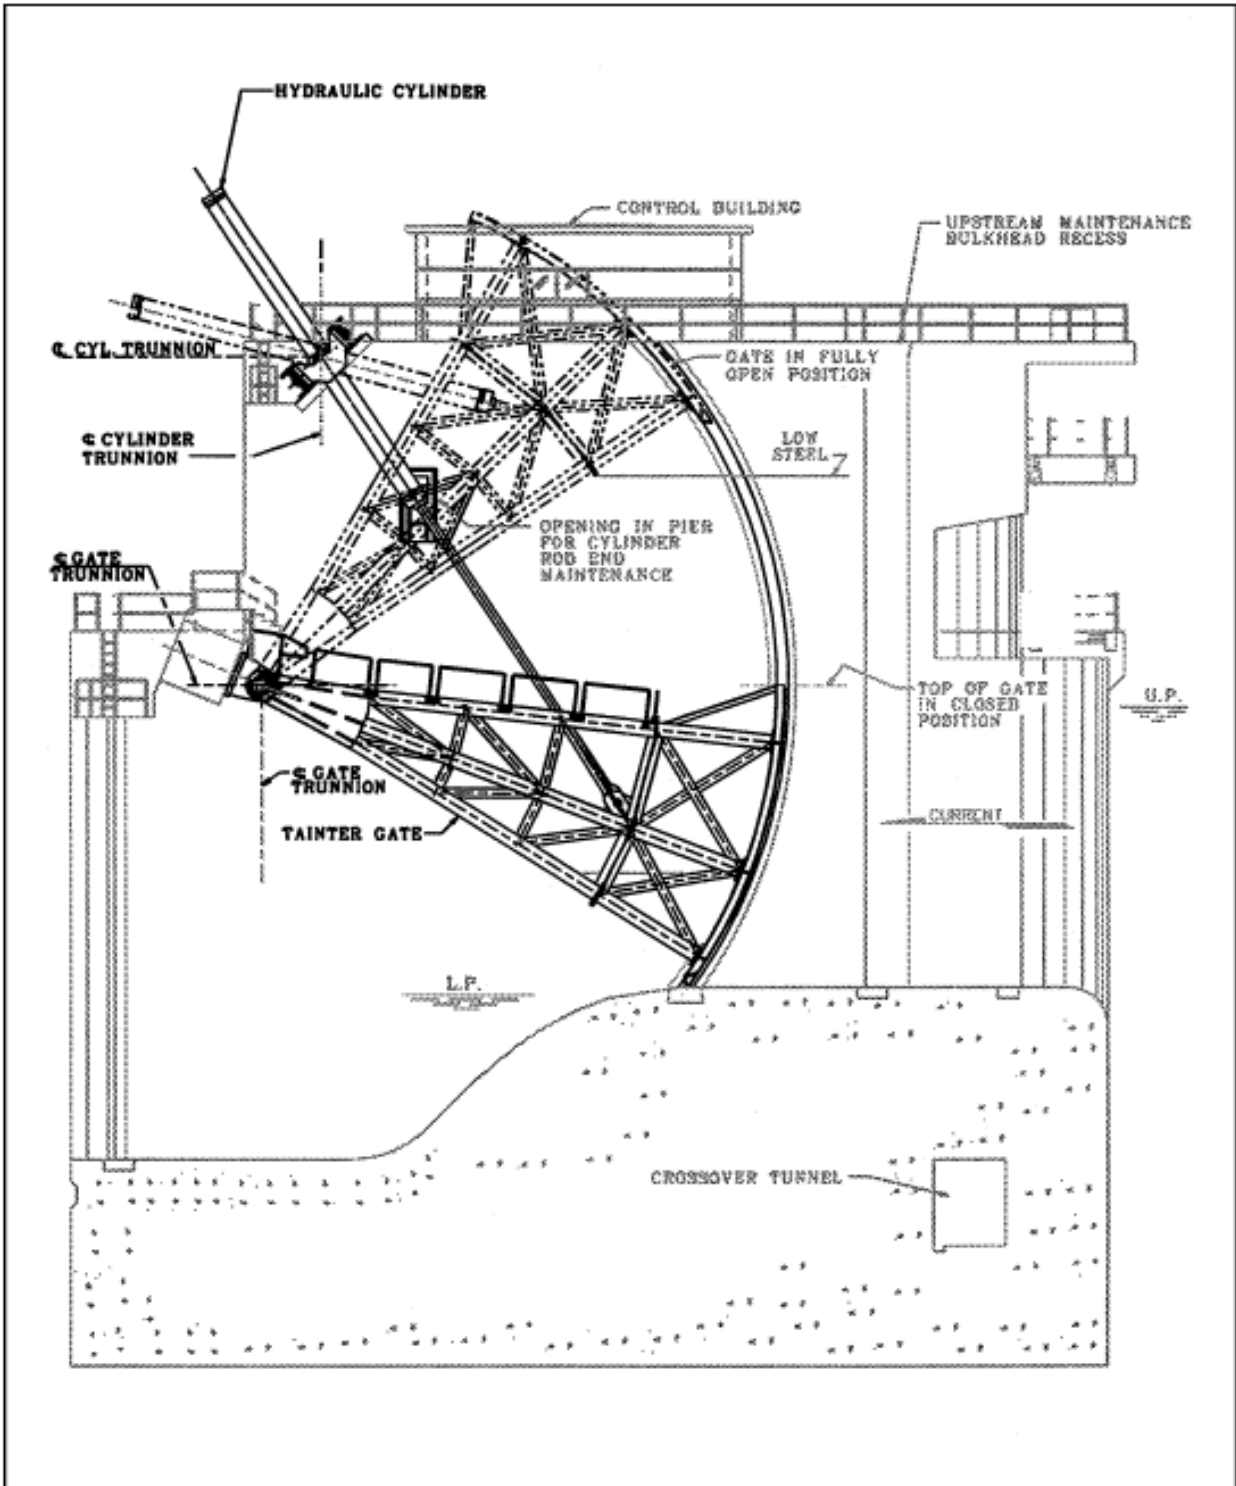 HYDRAULIC CYLINDER
CONTROL BUILDING
UPSTREAM MAINTENANCE
BULKHEAD RECESS
℄ CYL. TRUNNION
GATE IN FULLY
OPEN POSITION
℄ CYLINDER
TRUNNION
LOW
STEEL
OPENING IN PIER
FOR CYLINDER
ROD END
MAINTENANCE
℄ GATE
TRUNNION
TOP OF GATE
IN CLOSED
POSITION
U.P.
℄ GATE
TRUNNION
TAINTER GATE
CURRENT
L.P.
CROSSOVER TUNNEL